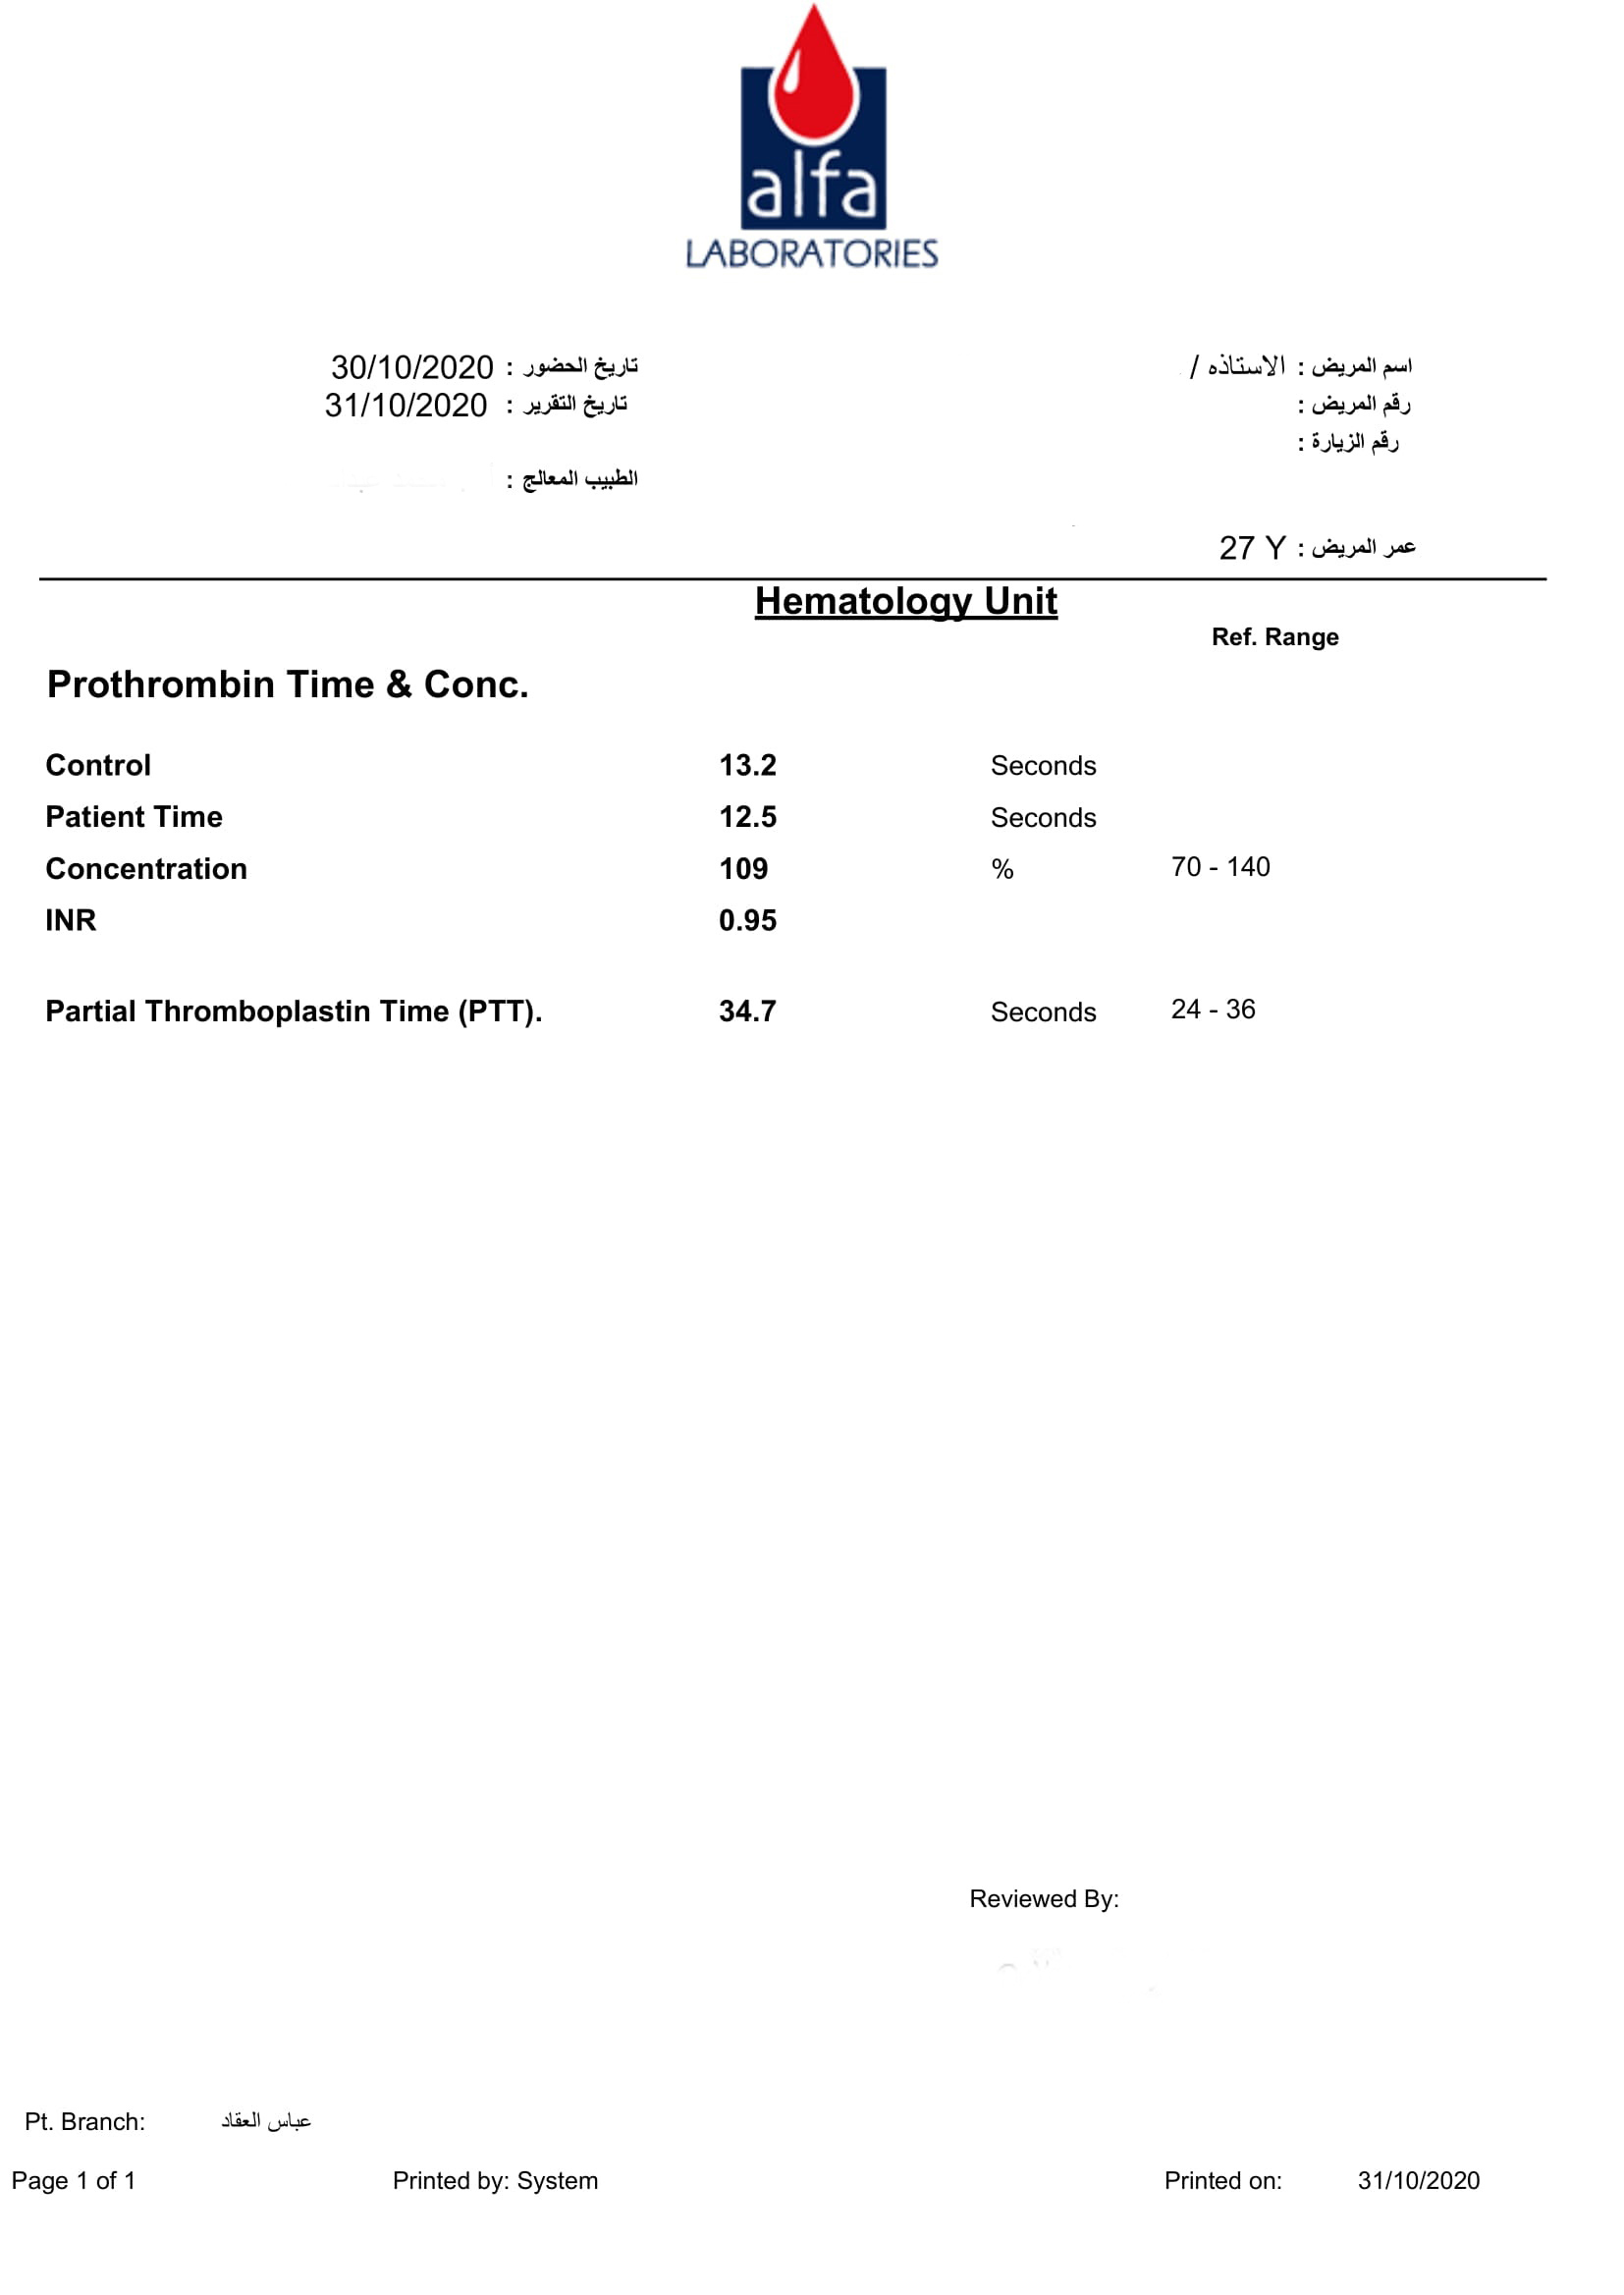 alfa
LABORATORIES
اسم المريض : الاستاذه /
تاريخ الحضور : 30/10/2020
رقم المريض :
تاريخ التقرير : 31/10/2020
رقم الزيارة :
الطبيب المعالج :
عمر المريض : 27 Y
Hematology Unit
Ref. Range
Prothrombin Time & Conc.
Control 13.2 Seconds
Patient Time 12.5 Seconds
Concentration 109 % 70 - 140
INR 0.95
Partial Thromboplastin Time (PTT). 34.7 Seconds 24 - 36
Reviewed By:
Pt. Branch: عباس العقاد
Page 1 of 1 Printed by: System Printed on: 31/10/2020